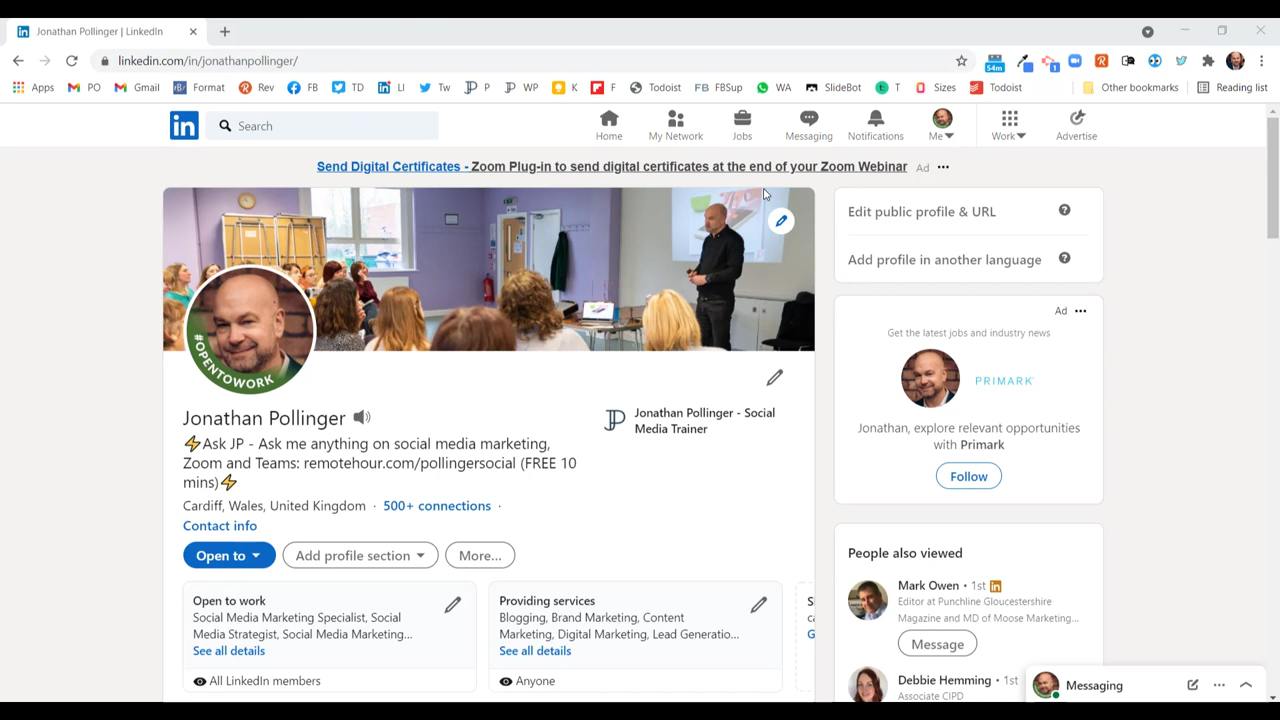 Jonathan Pollinger | LinkedIn
linkedin.com/in/jonathanpollinger/
54m
1
Apps PO Gmail Format Rev FB TD LI Tw P WP K F Todoist FB FBSup WA SlideBot T Sizes Todoist Other bookmarks Reading list
in Search Home My Network Jobs Messaging Notifications Me Work Advertise
Send Digital Certificates - Zoom Plug-in to send digital certificates at the end of your Zoom Webinar Ad
Edit public profile & URL
Add profile in another language
#OPENTOWORK
Jonathan Pollinger
JP Jonathan Pollinger - Social
Media Trainer
⚡Ask JP - Ask me anything on social media marketing,
Zoom and Teams: remotehour.com/pollingersocial (FREE 10
mins)⚡
Cardiff, Wales, United Kingdom · 500+ connections ·
Contact info
Open to Add profile section More...
Open to work
Social Media Marketing Specialist, Social
Media Strategist, Social Media Marketing...
See all details
All LinkedIn members
Providing services
Blogging, Brand Marketing, Content
Marketing, Digital Marketing, Lead Generatio...
See all details
Anyone
Ad
Get the latest jobs and industry news
PRIMARK
Jonathan, explore relevant opportunities
with Primark
Follow
People also viewed
Mark Owen • 1st in
Editor at Punchline Gloucestershire
Magazine and MD of Moose Marketing...
Message
Debbie Hemming • 1st
Associate CIPD
Messaging